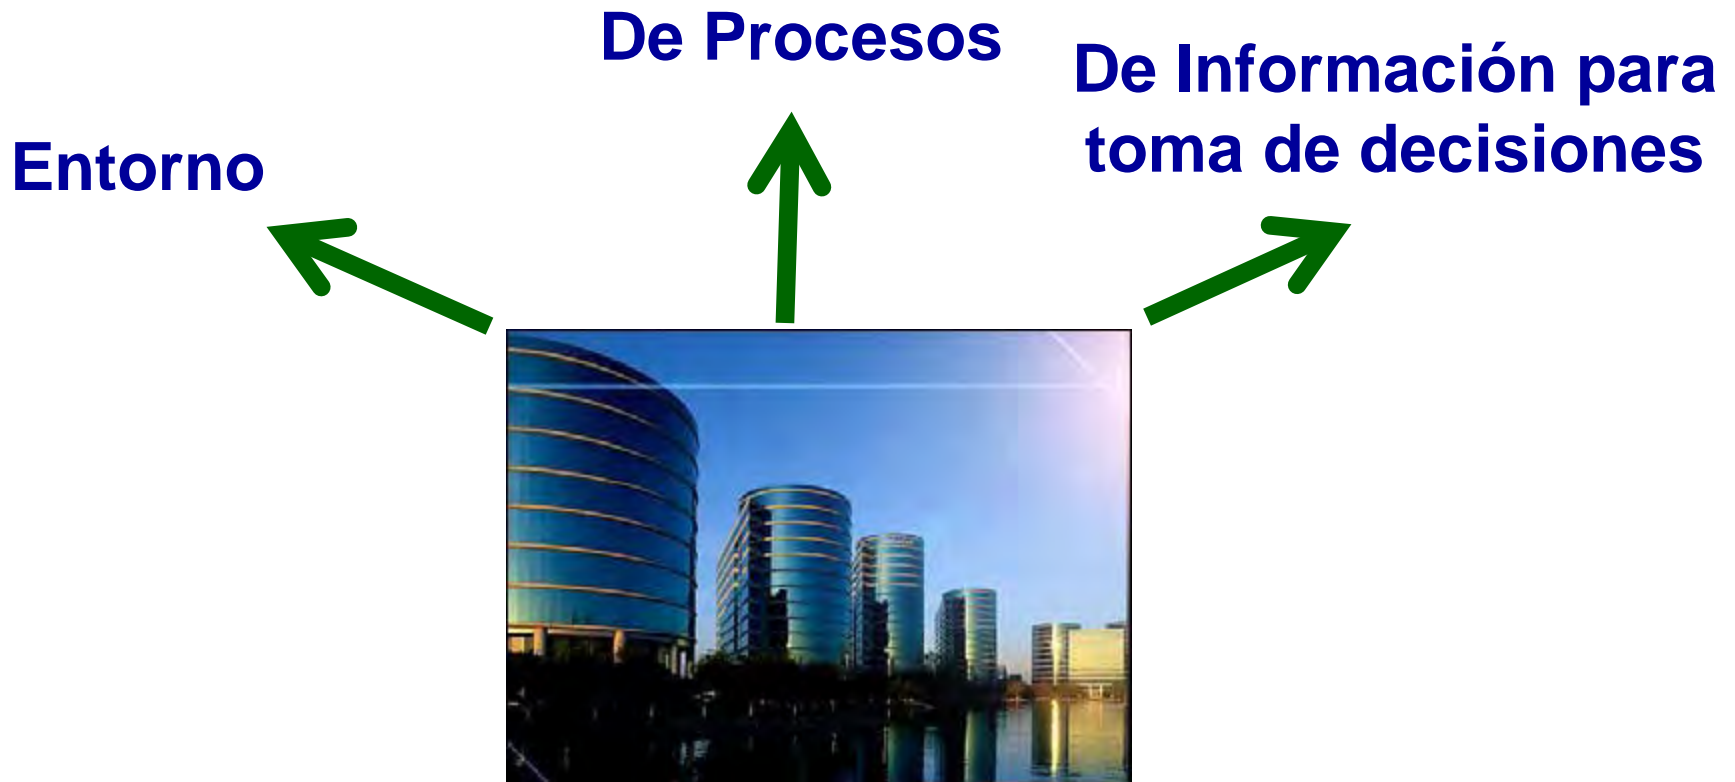 Entorno
De Procesos
De Información para
toma de decisiones